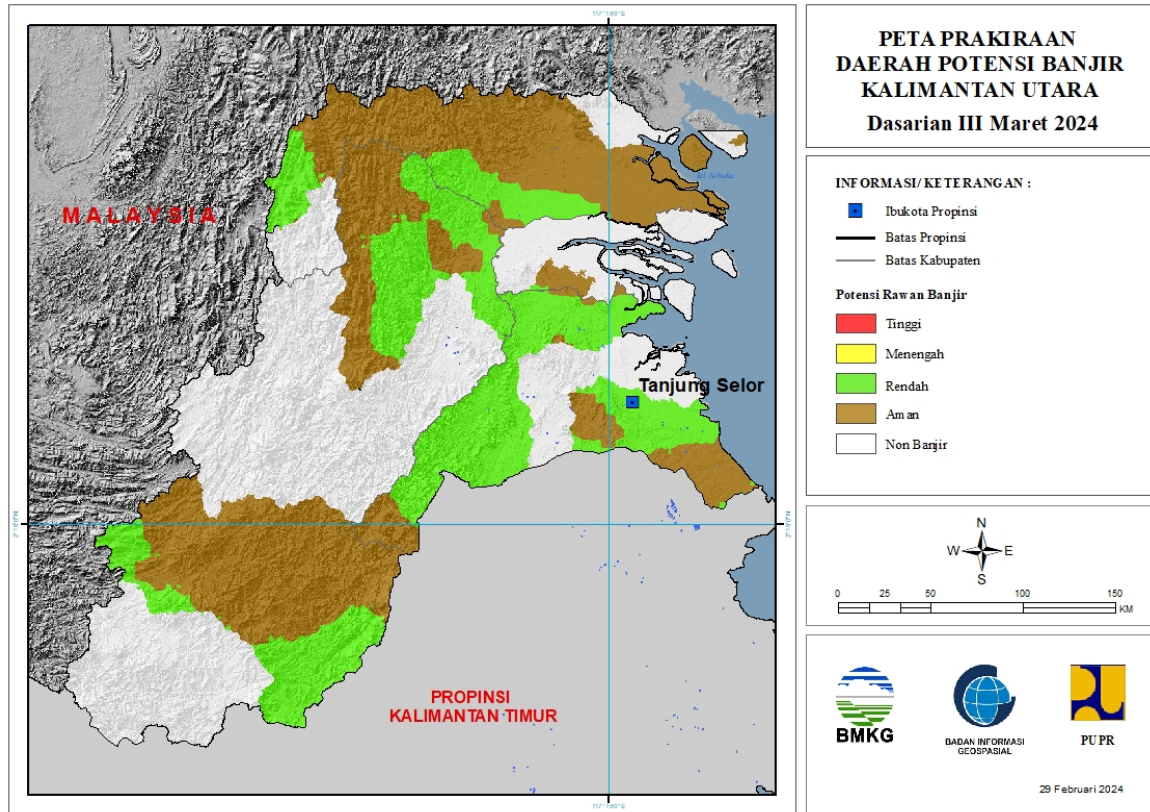 PETA PRAKIRAAN
DAERAH POTENSI BANJIR
KALIMANTAN UTARA
Dasarian III Maret 2024
INFORMASI/ KETERANGAN :
Ibukota Propinsi
Batas Propinsi
Batas Kabupaten
Potensi Rawan Banjir
Tinggi
Menengah
Rendah
Aman
Non Banjir
MALAYSIA
Tanjung Selor
PROPINSI
KALIMANTAN TIMUR
N
W
E
S
0 25 50 100 150
KM
BMKG
BADAN INFORMASI
GEOSPASIAL
PUPR
29 Februari 2024